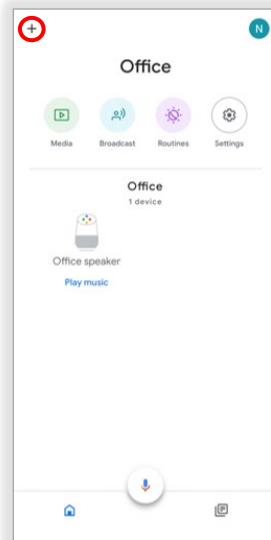 +
N
Office
Media Broadcast Routines Settings
Office
1 device
Office speaker
Play music